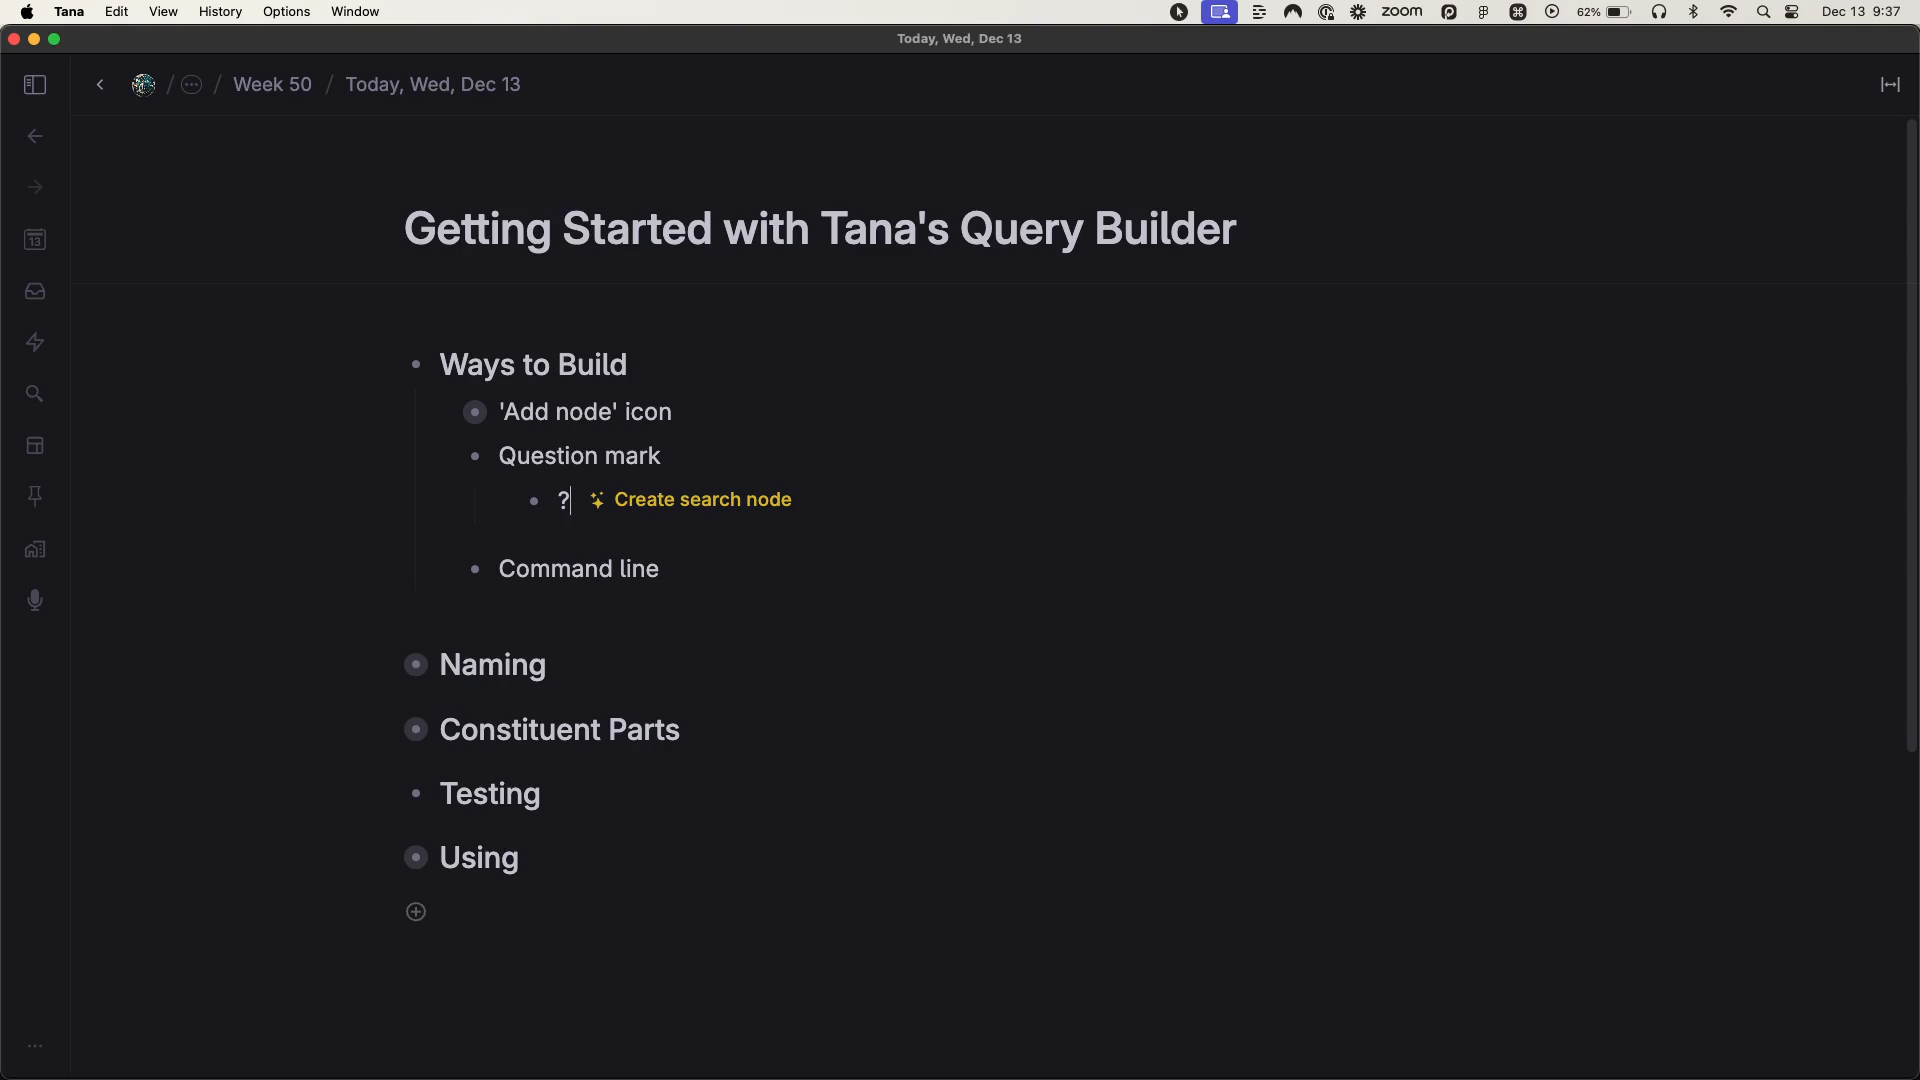 Tana Edit View History Options Window zoom 62% Dec 13 9:37
Today, Wed, Dec 13
/ / Week 50 / Today, Wed, Dec 13
13
Getting Started with Tana's Query Builder
Ways to Build
'Add node' icon
Question mark
? Create search node
Command line
Naming
Constituent Parts
Testing
Using